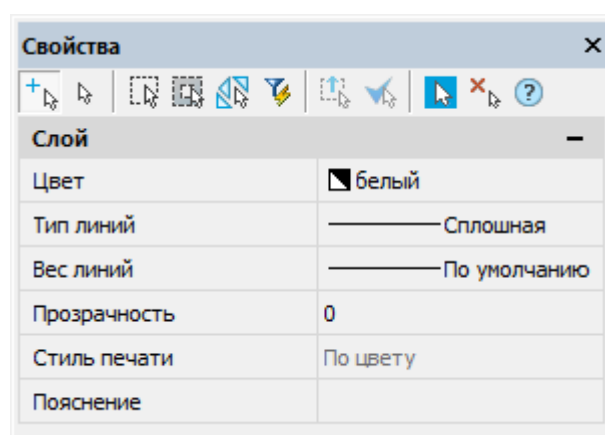 Свойства
Слой
Цвет белый
Тип линий Сплошная
Вес линий По умолчанию
Прозрачность 0
Стиль печати По цвету
Пояснение